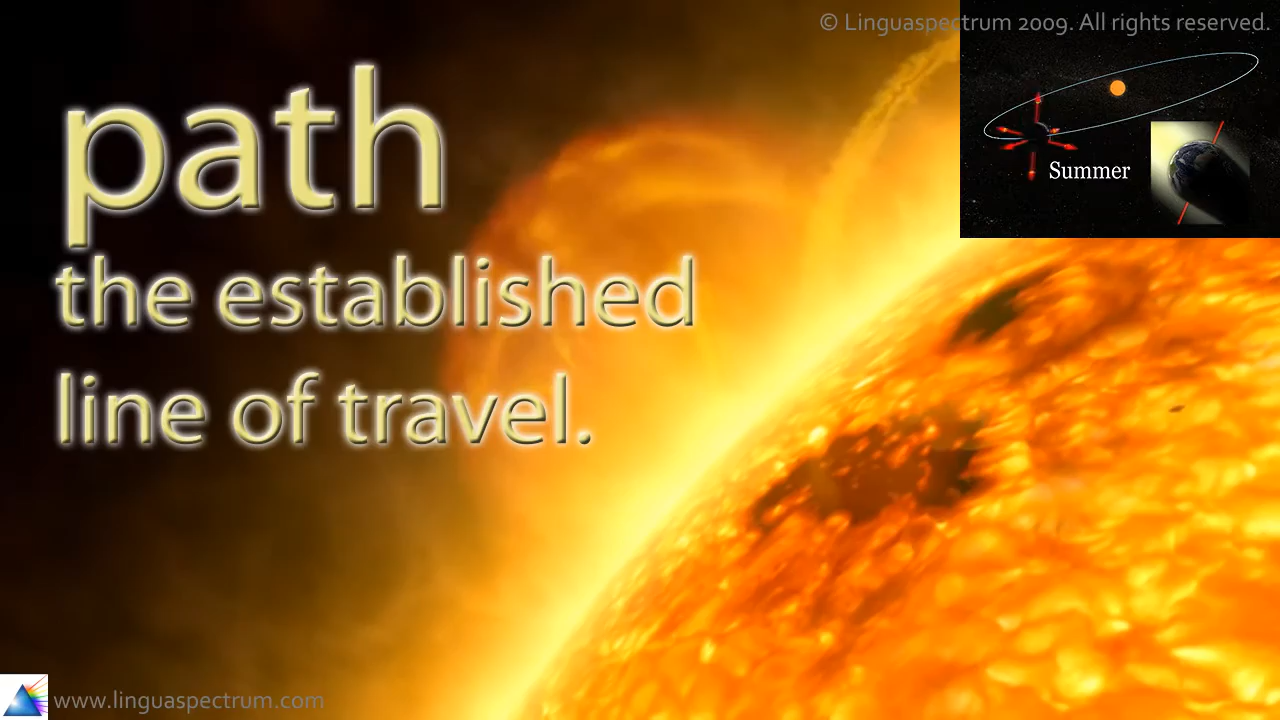 © Linguaspectrum 2009. All rights reserved.
path
the established
line of travel.
Summer
www.linguaspectrum.com